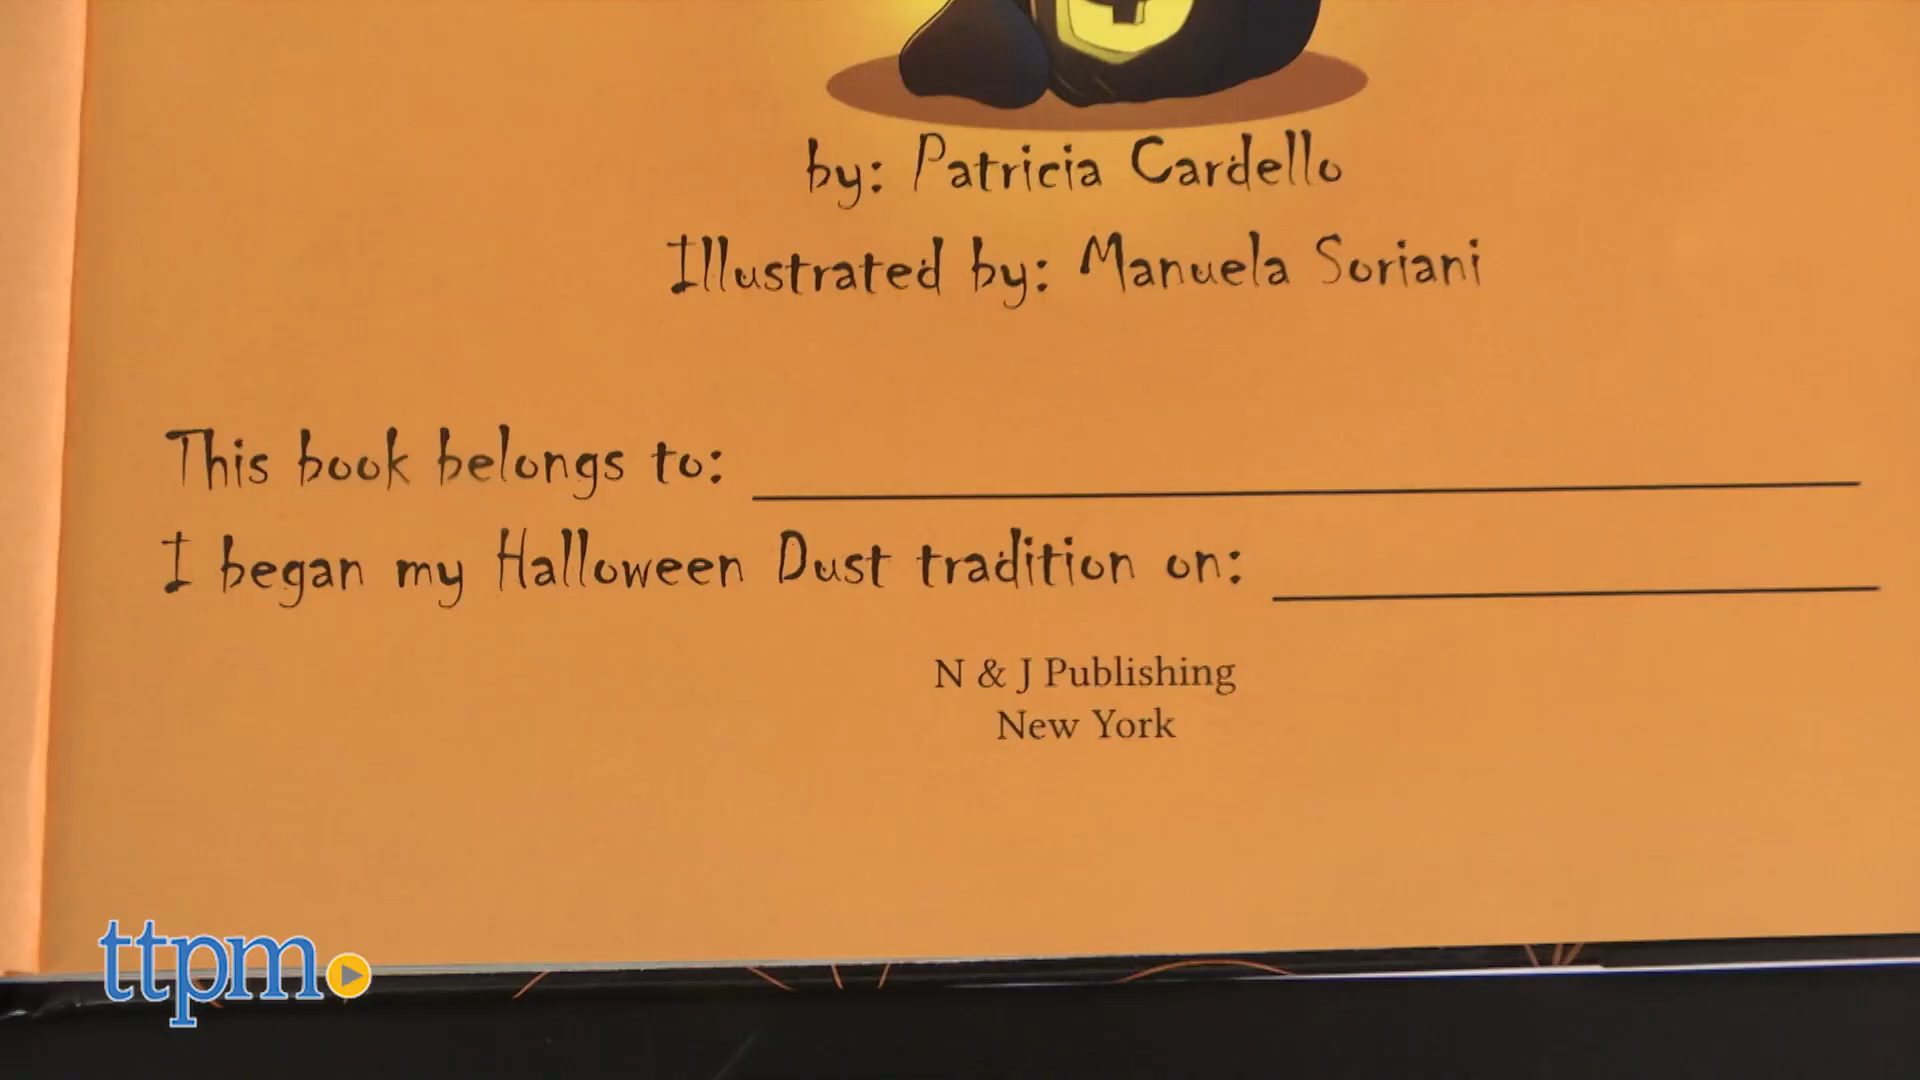 by: Patricia Cardello
Illustrated by: Manuela Soriani
This book belongs to:
I began my Halloween Dust tradition on:
N & J Publishing
New York
ttpm